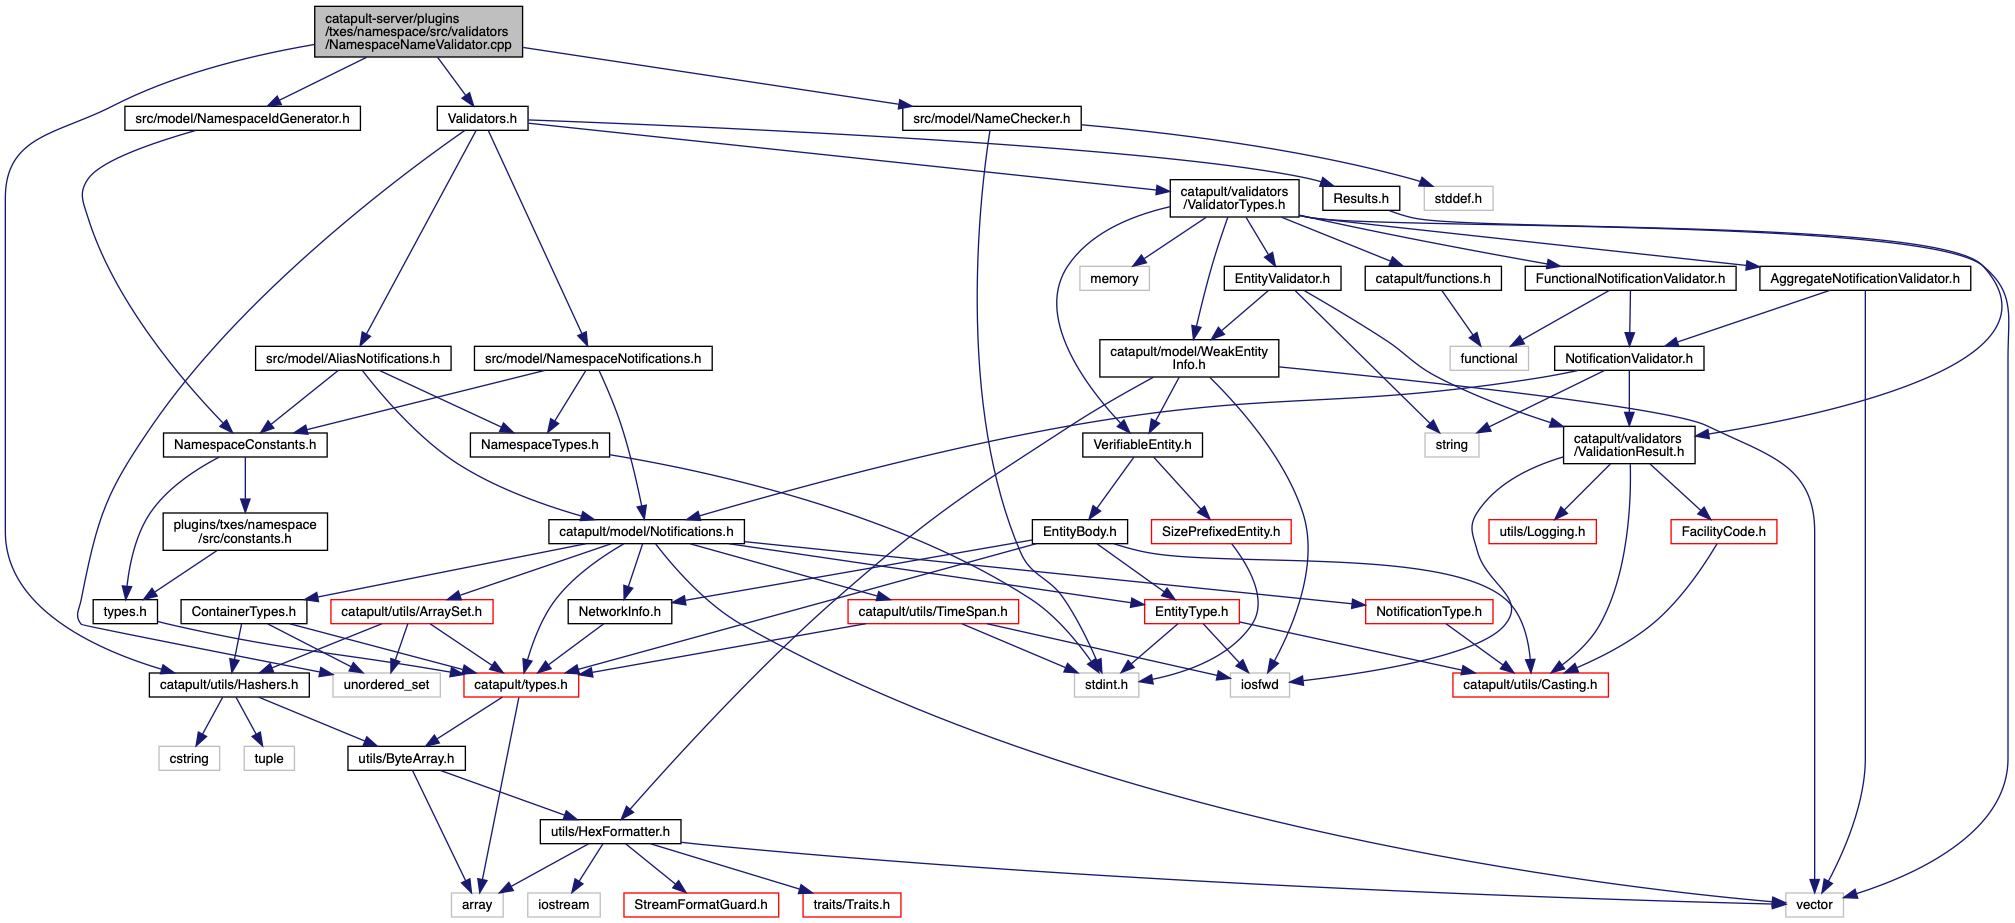 catapult-server/plugins
/txes/namespace/src/validators
/NamespaceNameValidator.cpp
src/model/NamespaceIdGenerator.h
Validators.h
src/model/NameChecker.h
catapult/validators
/ValidatorTypes.h
Results.h
stddef.h
memory
EntityValidator.h
catapult/functions.h
FunctionalNotificationValidator.h
AggregateNotificationValidator.h
src/model/AliasNotifications.h
src/model/NamespaceNotifications.h
catapult/model/WeakEntity
Info.h
functional
NotificationValidator.h
NamespaceConstants.h
NamespaceTypes.h
VerifiableEntity.h
string
catapult/validators
/ValidationResult.h
plugins/txes/namespace
/src/constants.h
catapult/model/Notifications.h
EntityBody.h
SizePrefixedEntity.h
utils/Logging.h
FacilityCode.h
types.h
ContainerTypes.h
catapult/utils/ArraySet.h
NetworkInfo.h
catapult/utils/TimeSpan.h
EntityType.h
NotificationType.h
catapult/utils/Hashers.h
unordered_set
catapult/types.h
stdint.h
iosfwd
catapult/utils/Casting.h
cstring
tuple
utils/ByteArray.h
utils/HexFormatter.h
array
iostream
StreamFormatGuard.h
traits/Traits.h
vector